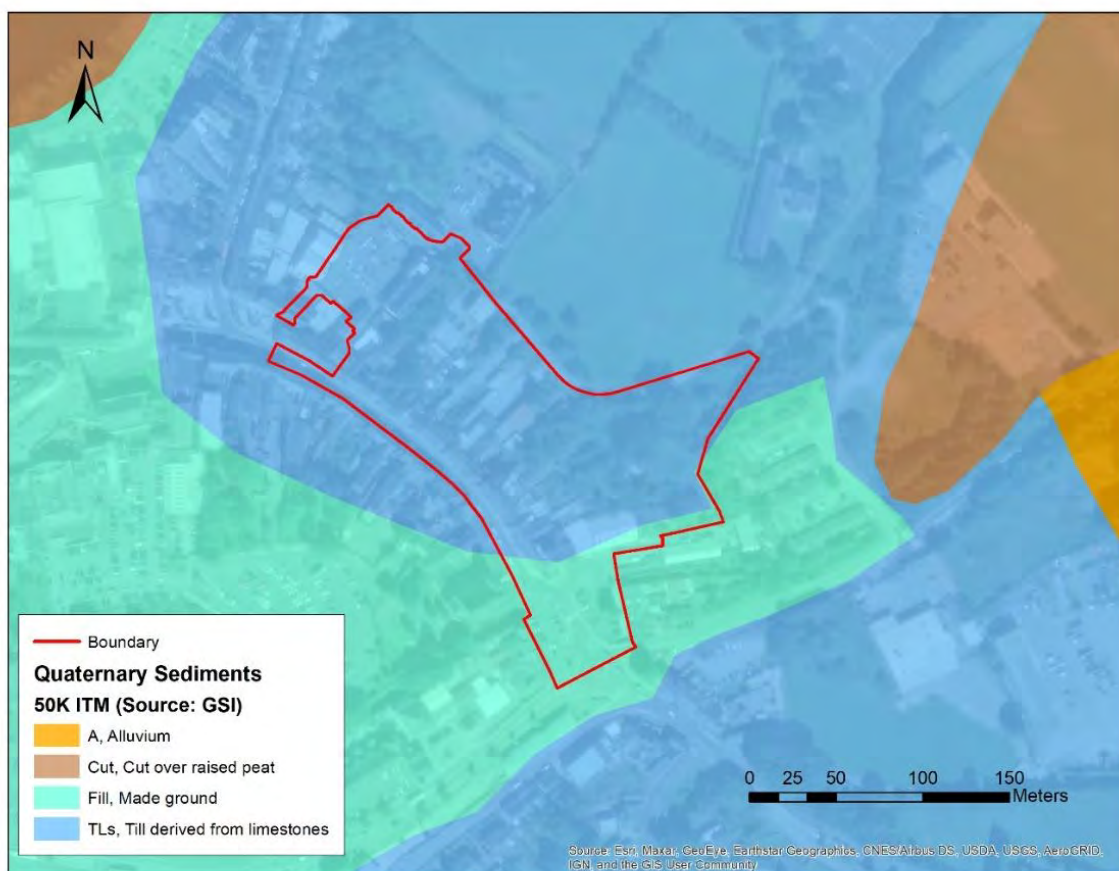 N
Boundary
Quaternary Sediments
50K ITM (Source: GSI)
A, Alluvium
Cut, Cut over raised peat
Fill, Made ground
TLs, Till derived from limestones
0 25 50 100 150
Meters
Source: Esri, Maxar, GeoEye, Earthstar Geographics, CNES/Airbus DS, USDA, USGS, AeroGRID,
IGN, and the GIS User Community